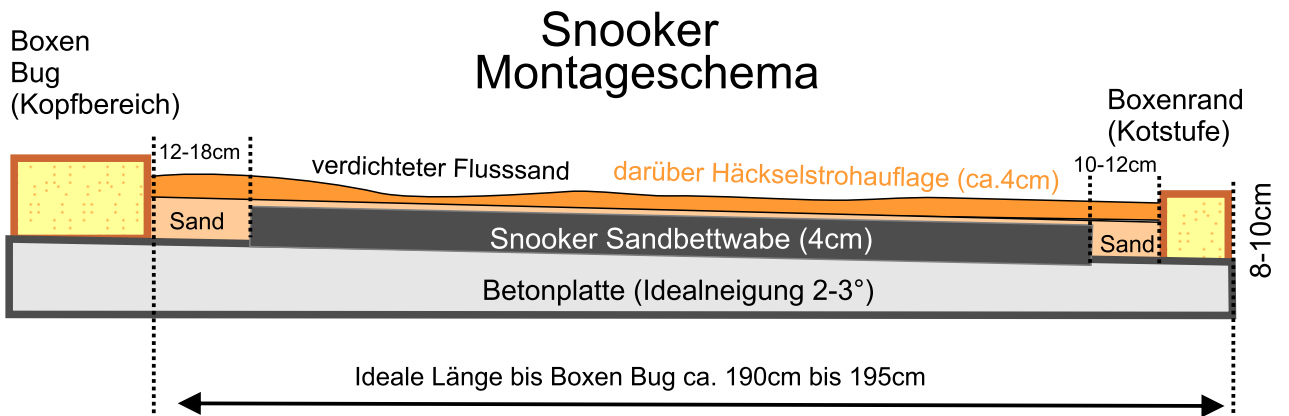 Snooker
Montageschema
Boxen
Bug
(Kopfbereich)
Boxenrand
(Kotstufe)
12-18cm
verdichteter Flusssand
darüber Häckselstrohauflage (ca.4cm)
10-12cm
8-10cm
Sand
Snooker Sandbettwabe (4cm)
Sand
Betonplatte (Idealneigung 2-3°)
Ideale Länge bis Boxen Bug ca. 190cm bis 195cm